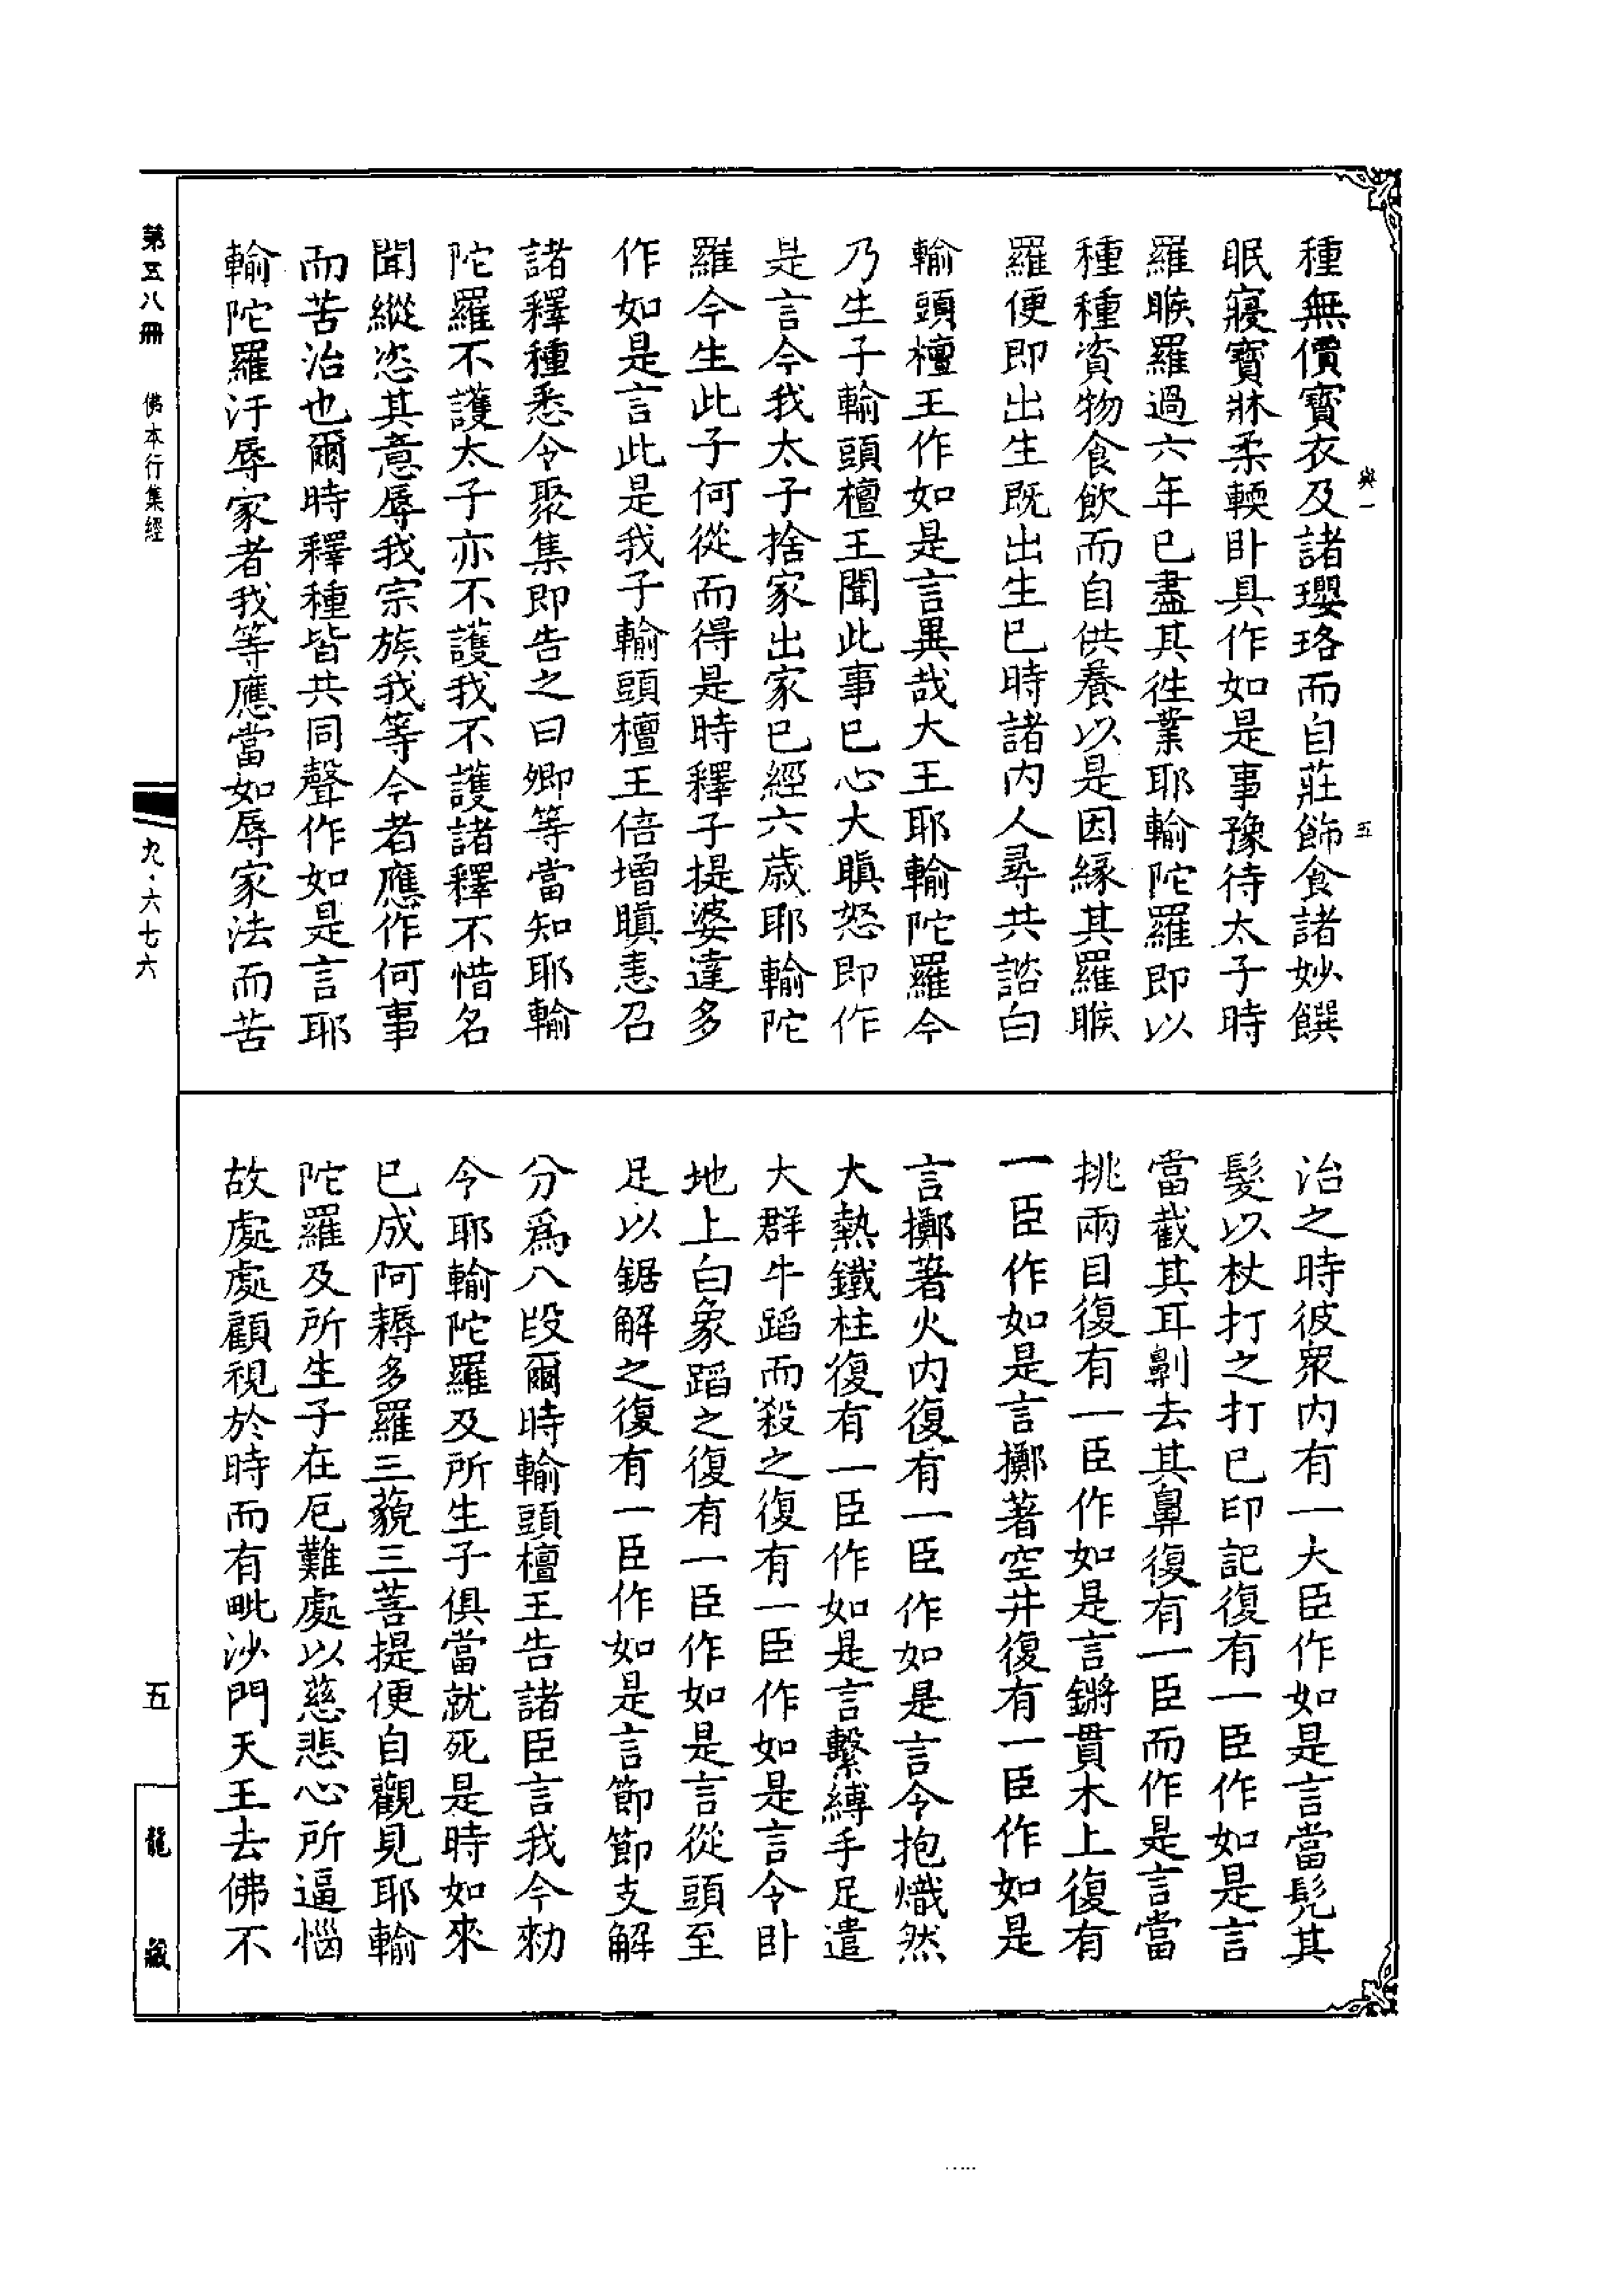 與一
五
種無價寶衣及諸瓔珞而自莊飾食諸妙饌
眠寢寶牀柔輭卧具作如是事豫待太子時
羅睺羅過六年已盡其徃業耶輸陀羅即以
種種資物食飲而自供養以是因緣其羅睺
羅便即出生既出生已時諸內人尋共諮白
輸頭檀王作如是言異哉大王耶輸陀羅今
乃生子輸頭檀王聞此事已心大瞋怒即作
是言今我太子捨家出家已經六歲耶輸陀
羅今生此子何從而得是時釋子提婆達多
作如是言此是我子輸頭檀王倍增瞋恚召
諸釋種悉令聚集即告之曰卿等當知耶輸
陀羅不護太子亦不護我不護諸釋不惜名
聞縱恣其意辱我宗族我等今者應作何事
而苦治也爾時釋種皆共同聲作如是言耶
輸陀羅汙辱家者我等應當如辱家法而苦
治之時彼眾內有一大臣作如是言當髡其
髮以杖打之打已印記復有一臣作如是言
當截其耳劓去其鼻復有一臣而作是言當
挑兩目復有一臣作如是言鏘貫木上復有
一臣作如是言擲著空井復有一臣作如是
言擲著火內復有一臣作如是言令抱熾然
大熱鐵柱復有一臣作如是言繫縛手足遣
大群牛蹈而殺之復有一臣作如是言令卧
地上白象蹈之復有一臣作如是言從頭至
足以鋸解之復有一臣作如是言節節支解
分為八段爾時輸頭檀王告諸臣言我今勑
令耶輸陀羅及所生子俱當就死是時如來
已成阿耨多羅三藐三菩提便自觀見耶輸
陀羅及所生子在厄難處以慈悲心所逼惱
故處處顧視於時而有毗沙門天王去佛不
第五八冊
佛本行集經
九·六七六
五
龍藏